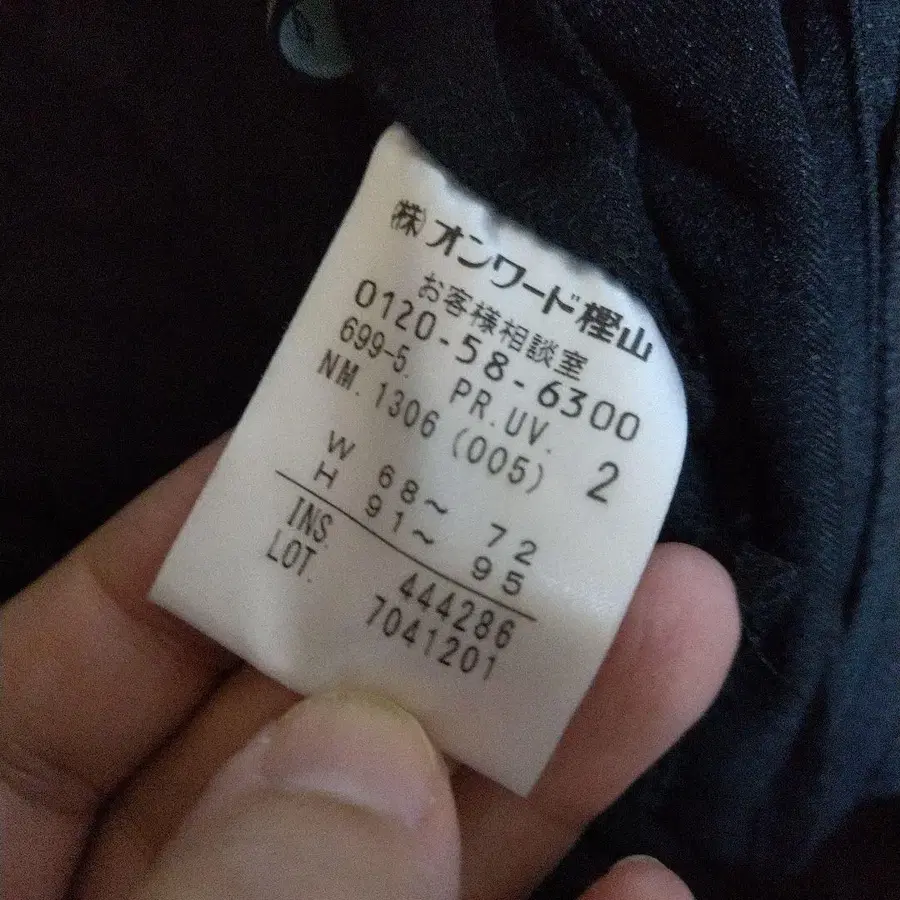 ㈱オンワード樫山
お客様相談室
0120-58-6300
699-5. PR.UV.
NM.1306(005) 2
W 68～ 72
H 91～ 95
INS. 444286
LOT. 7041201